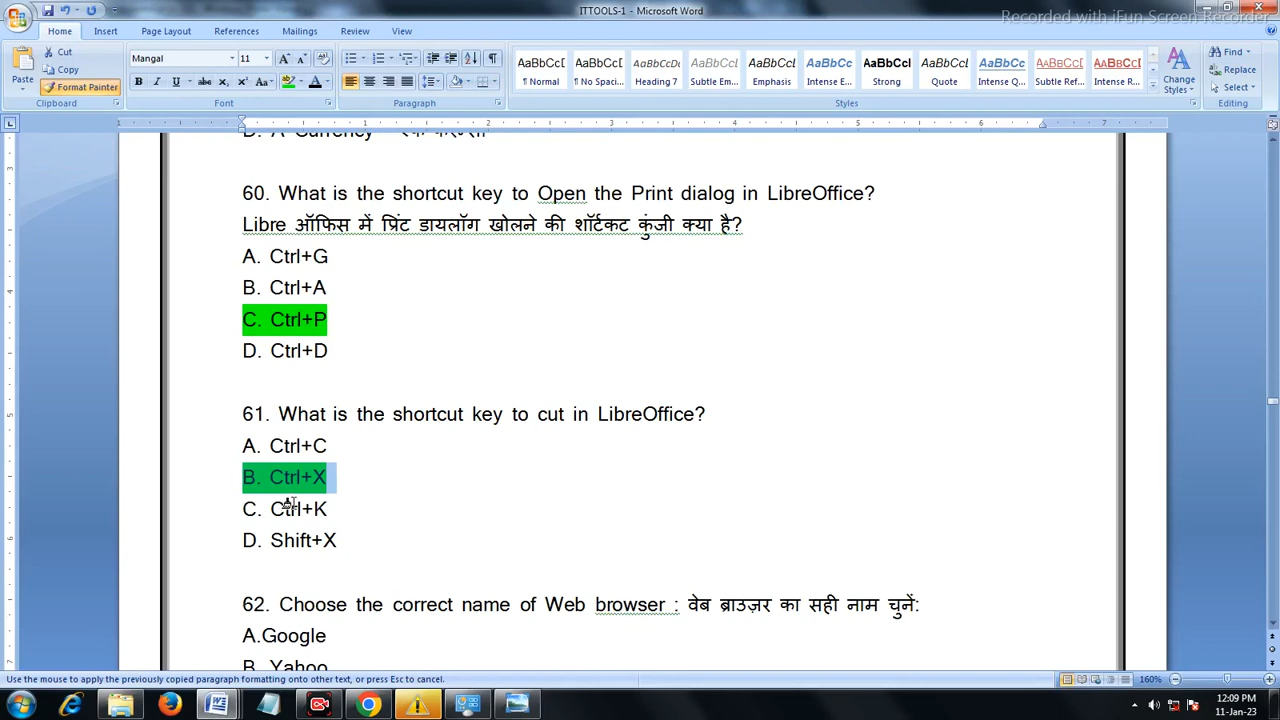 ITTOOLS-1 - Microsoft Word
Recorded with iFun Screen Recorder
Home Insert Page Layout References Mailings Review View
Paste
Cut
Copy
Format Painter
Clipboard
Mangal 11
Font
Paragraph
AaBbCcI AaBbCcI AaBbCcDc AaBbCcI AaBbCcI AaBbCc AaBbCcI AaBbCc AaBbCcI AaBbCcI AaBbCcI
¶ Normal ¶ No Spaci... Heading 7 Subtle Em... Emphasis Intense E... Strong Quote Intense Q... Subtle Ref... Intense R...
Change Styles
Styles
Find
Replace
Select
Editing
60. What is the shortcut key to Open the Print dialog in LibreOffice?
Libre ऑफिस में प्रिंट डायलॉग खोलने की शॉर्टकट कुंजी क्या है?
A. Ctrl+G
B. Ctrl+A
C. Ctrl+P
D. Ctrl+D
61. What is the shortcut key to cut in LibreOffice?
A. Ctrl+C
B. Ctrl+X
C. Ctrl+K
D. Shift+X
62. Choose the correct name of Web browser : वेब ब्राउज़र का सही नाम चुनें:
A.Google
B. Yahoo
Use the mouse to apply the previously copied paragraph formatting onto other text, or press Esc to cancel.
160%
12:09 PM
11-Jan-23